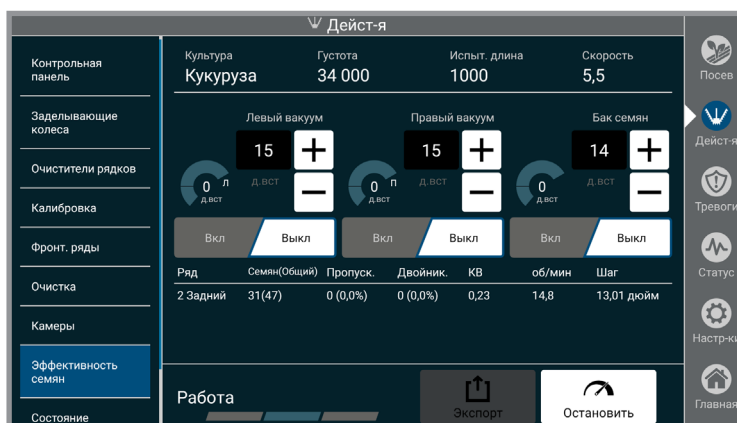 Дейст-я
Контрольная
панель
Заделывающие
колеса
Очистители рядков
Калибровка
Фронт. ряды
Очистка
Камеры
Эффективность
семян
Состояние
Культура Густота Испыт. длина Скорость
Кукуруза 34 000 1000 5,5
Левый вакуум Правый вакуум Бак семян
15 + 15 + 14 +
0 Л д.вст — 0 п д.вст — 0 д.вст —
д.вст д.вст д.вст
Вкл Выкл Вкл Выкл Вкл Выкл
Ряд Семян(Общий) Пропуск. Двойник. КВ об/мин Шаг
2 Задний 31(47) 0 (0,0%) 0 (0,0%) 0,23 14,8 13,01 дюйм
Работа
Экспорт Остановить
Посев
Дейст-я
Тревоги
Статус
Настр-ки
Главная